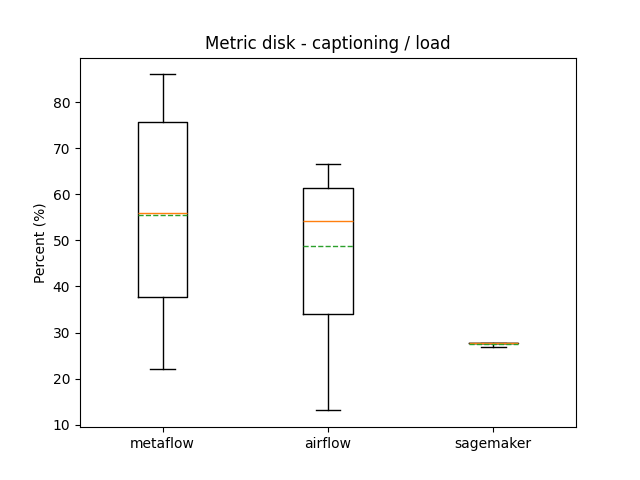 Metric disk - captioning / load
Percent (%)
80
70
60
50
40
30
20
10
metaflow
airflow
sagemaker